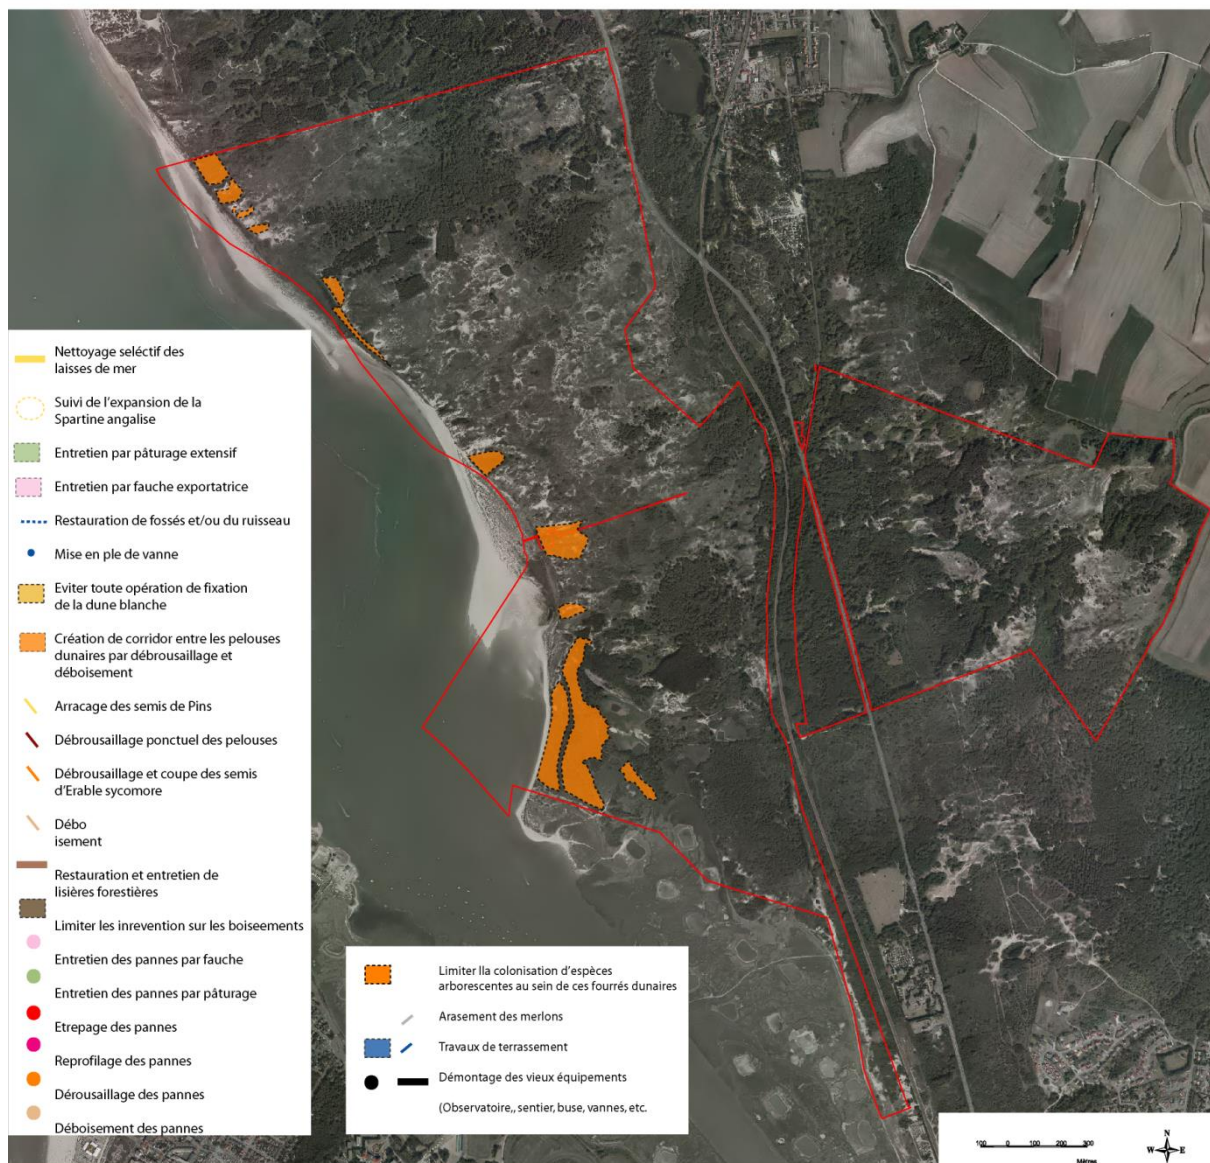 Nettoyage seléctif des
laisses de mer
Suivi de l'expansion de la
Spartine angalise
Entretien par pâturage extensif
Entretien par fauche exportatrice
Restauration de fossés et/ou du ruisseau
Mise en ple de vanne
Eviter toute opération de fixation
de la dune blanche
Création de corridor entre les pelouses
dunaires par débrousaillage et
déboisement
Arracage des semis de Pins
Débrousaillage ponctuel des pelouses
Débrousaillage et coupe des semis
d'Erable sycomore
Débo
isement
Restauration et entretien de
lisières forestières
Limiter les inrevention sur les boiseements
Entretien des pannes par fauche
Entretien des pannes par pâturage
Etrepage des pannes
Reprofilage des pannes
Dérousaillage des pannes
Déboisement des pannes
Limiter lla colonisation d'espèces
arborescentes au sein de ces fourrés dunaires
Arasement des merlons
Travaux de terrassement
Démontage des vieux équipements
(Observatoire,, sentier, buse, vannes, etc.
100 0 100 200 300
Mètres
N
W E
S